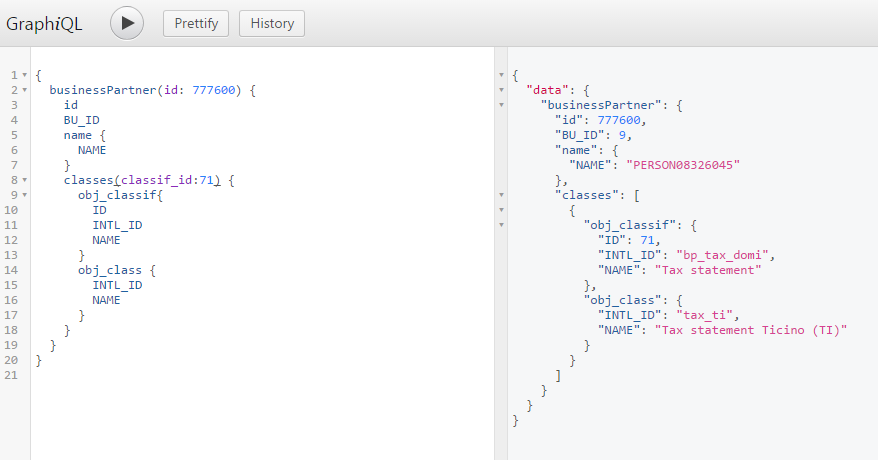 GraphiQL
Prettify
History
1 {
2 businessPartner(id: 777600) {
3 id
4 BU_ID
5 name {
6 NAME
7 }
8 classes(classif_id:71) {
9 obj_classif{
10 ID
11 INTL_ID
12 NAME
13 }
14 obj_class {
15 INTL_ID
16 NAME
17 }
18 }
19 }
20 }
21
{
"data": {
"businessPartner": {
"id": 777600,
"BU_ID": 9,
"name": {
"NAME": "PERSON08326045"
},
"classes": [
{
"obj_classif": {
"ID": 71,
"INTL_ID": "bp_tax_domi",
"NAME": "Tax statement"
},
"obj_class": {
"INTL_ID": "tax_ti",
"NAME": "Tax statement Ticino (TI)"
}
}
]
}
}
}